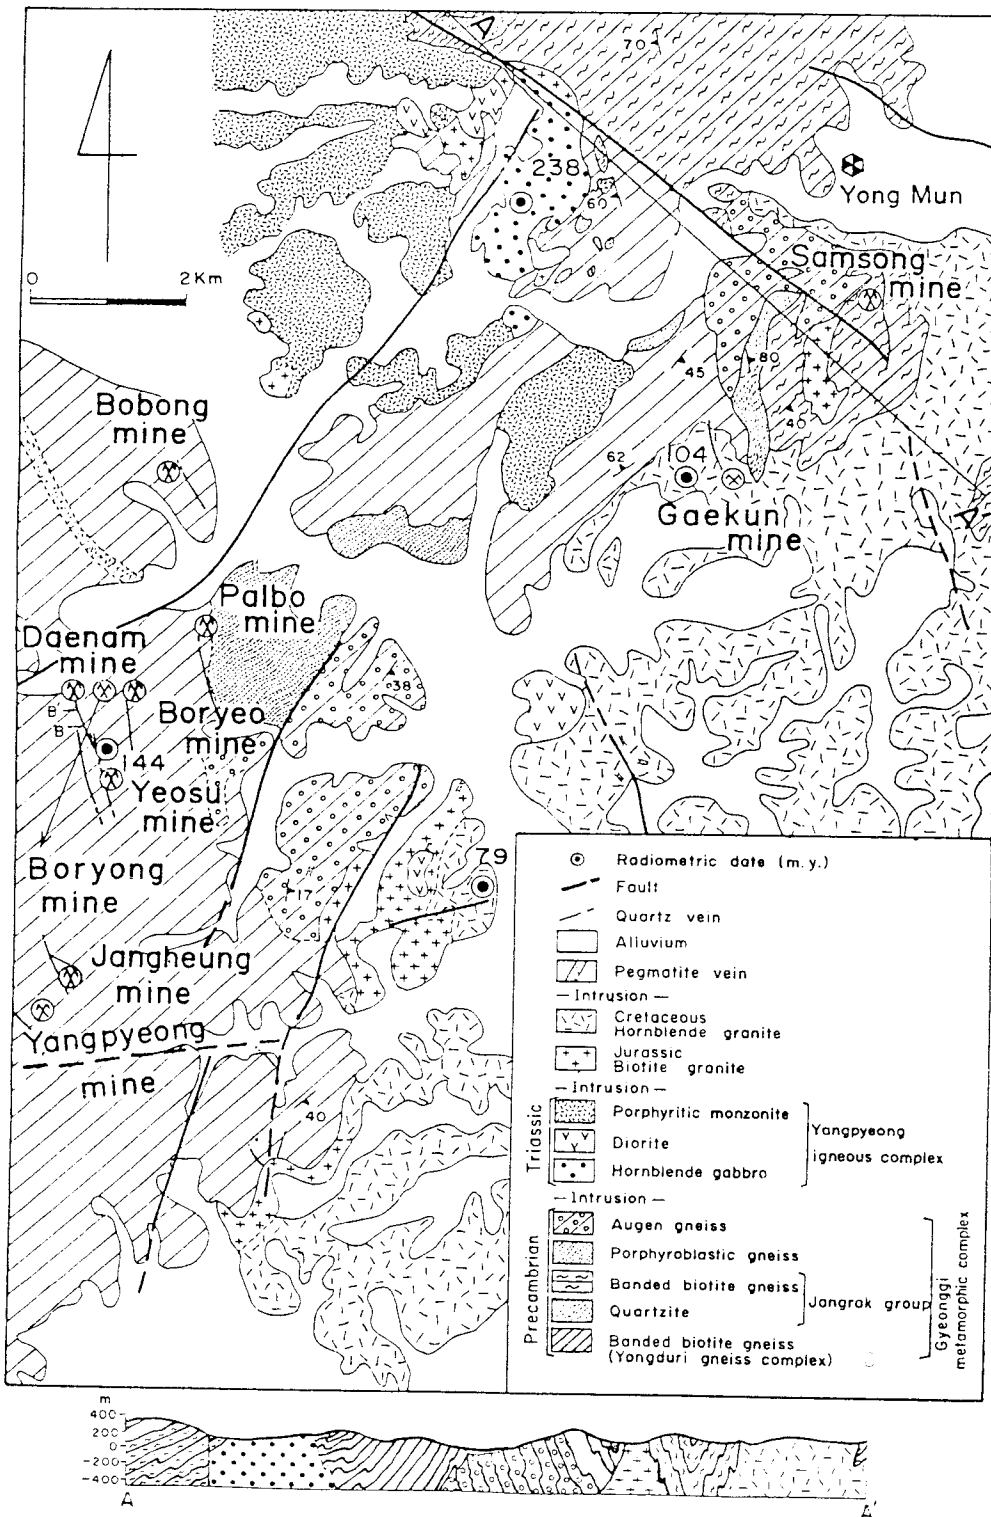 A
70
238
Yong Mun
60
Samsong
mine
0
2 Km
45
80
40
Bobong
mine
62
104
Gaekun
mine
A'
Palbo
mine
Daenam
mine
38
B
B'
Boryeo
mine
144
Yeosu
mine
79
Boryong
mine
17
Jangheung
mine
Yangpyeong
mine
40
Radiometric date (m.y.)
Fault
Quartz vein
Alluvium
Pegmatite vein
— Intrusion —
Cretaceous
Hornblende granite
Jurassic
Biotite granite
— Intrusion —
Triassic
Porphyritic monzonite
Diorite
Hornblende gabbro
Yangpyeong
igneous complex
— Intrusion —
Precambrian
Augen gneiss
Porphyroblastic gneiss
Banded biotite gneiss
Quartzite
Jangrak group
Banded biotite gneiss
(Yongduri gneiss complex)
Gyeonggi
metamorphic complex
m
400
200
0
-200
-400
A
A'